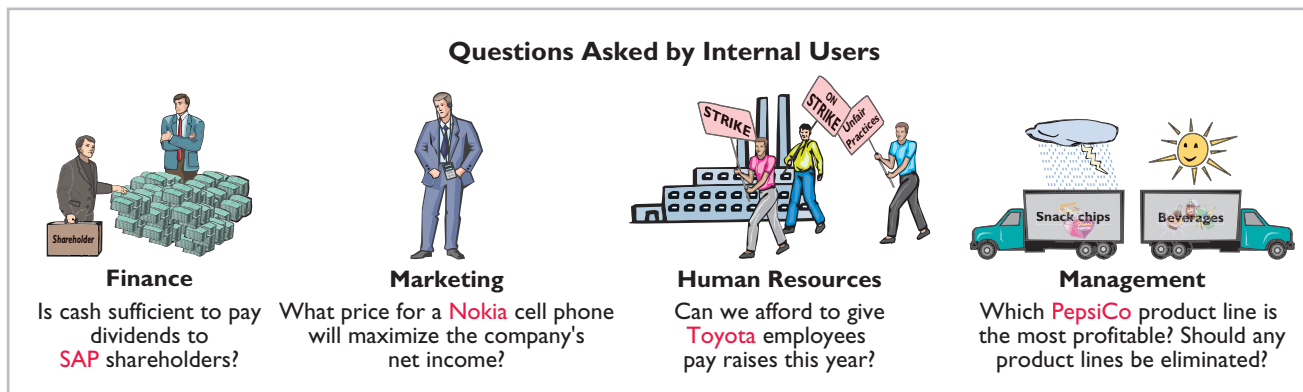 Questions Asked by Internal Users
Shareholder
Finance
Is cash sufficient to pay
dividends to
SAP shareholders?
Marketing
What price for a Nokia cell phone
will maximize the company's
net income?
STRIKE
ON
STRIKE
Unfair
Practices
Human Resources
Can we afford to give
Toyota employees
pay raises this year?
Snack chips
Beverages
Management
Which PepsiCo product line is
the most profitable? Should any
product lines be eliminated?